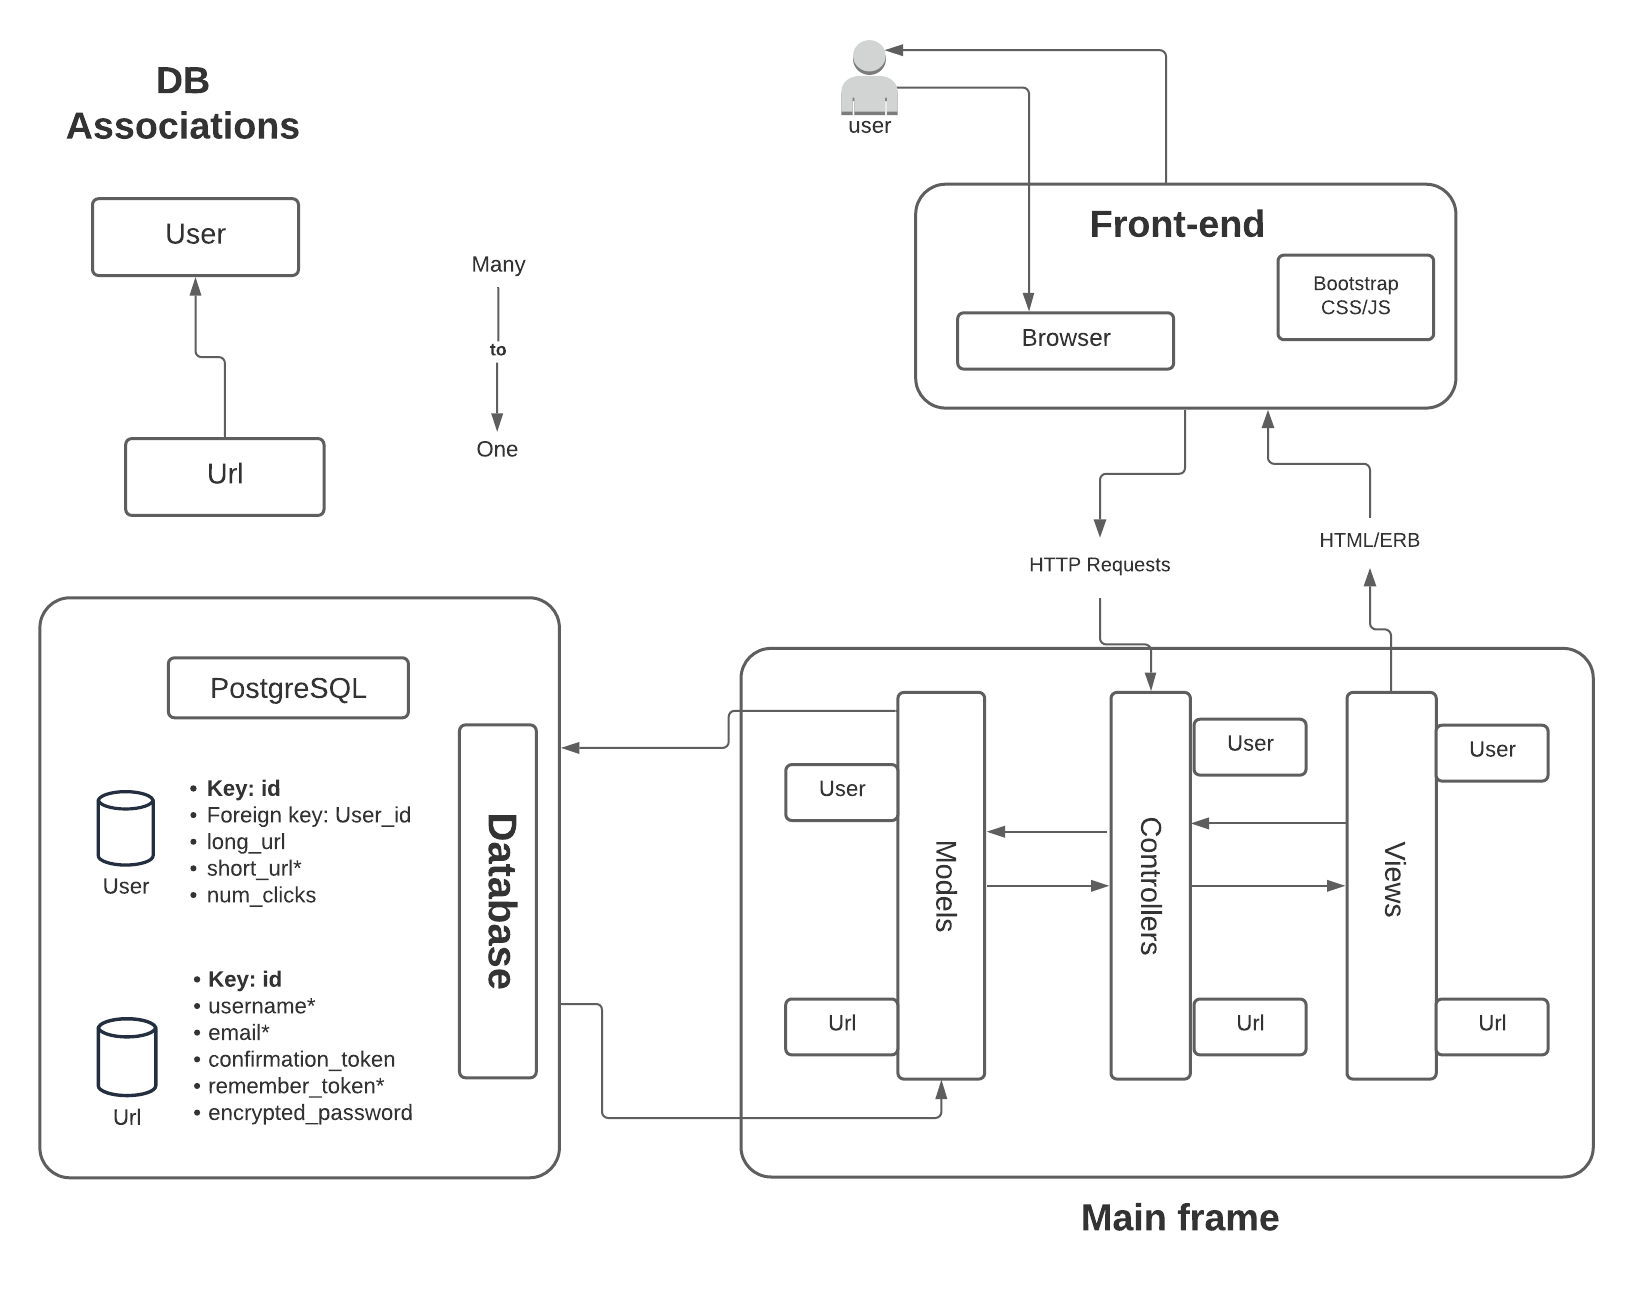 DB
Associations
User
Url
Many
to
One
user
Front-end
Bootstrap
CSS/JS
Browser
HTTP Requests
HTML/ERB
PostgreSQL
Database
User
• Key: id
• Foreign key: User_id
• long_url
• short_url*
• num_clicks
Url
• Key: id
• username*
• email*
• confirmation_token
• remember_token*
• encrypted_password
User
Models
Url
User
Controllers
Url
User
Views
Url
Main frame